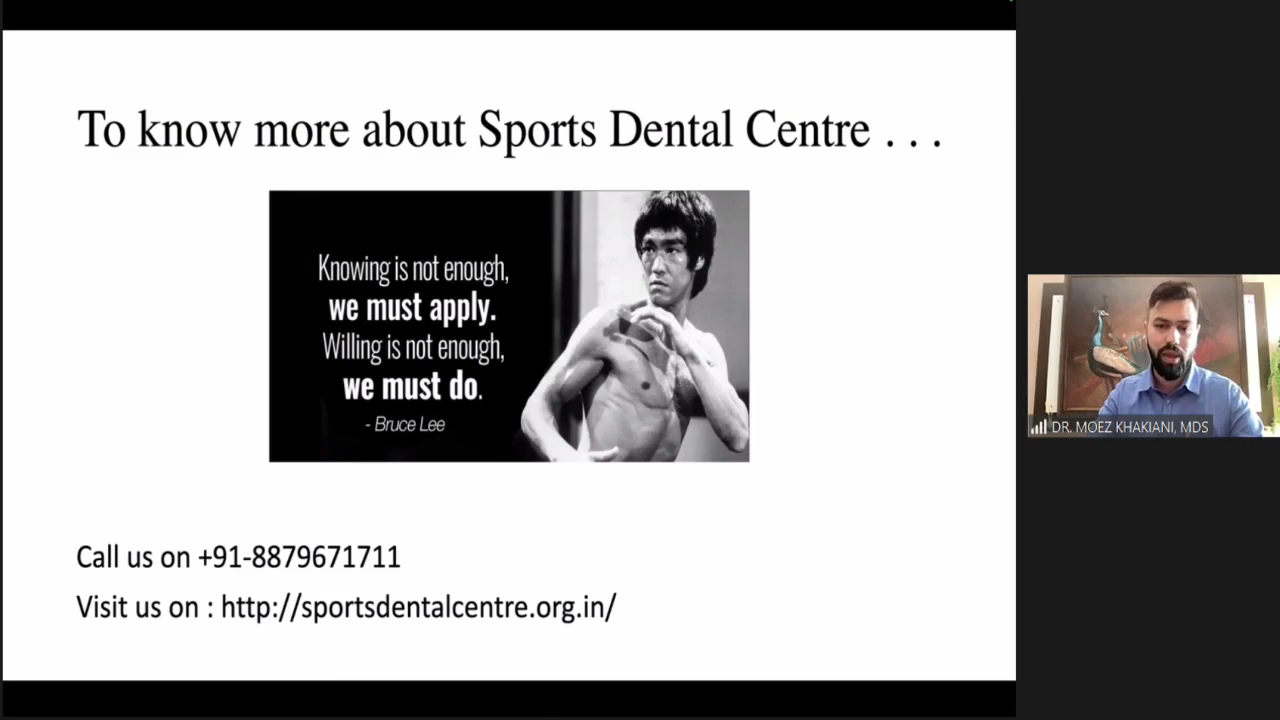 To know more about Sports Dental Centre . . .
Knowing is not enough,
we must apply.
Willing is not enough,
we must do.
- Bruce Lee
Call us on +91-8879671711
Visit us on : http://sportsdentalcentre.org.in/
DR. MOEZ KHAKIANI, MDS